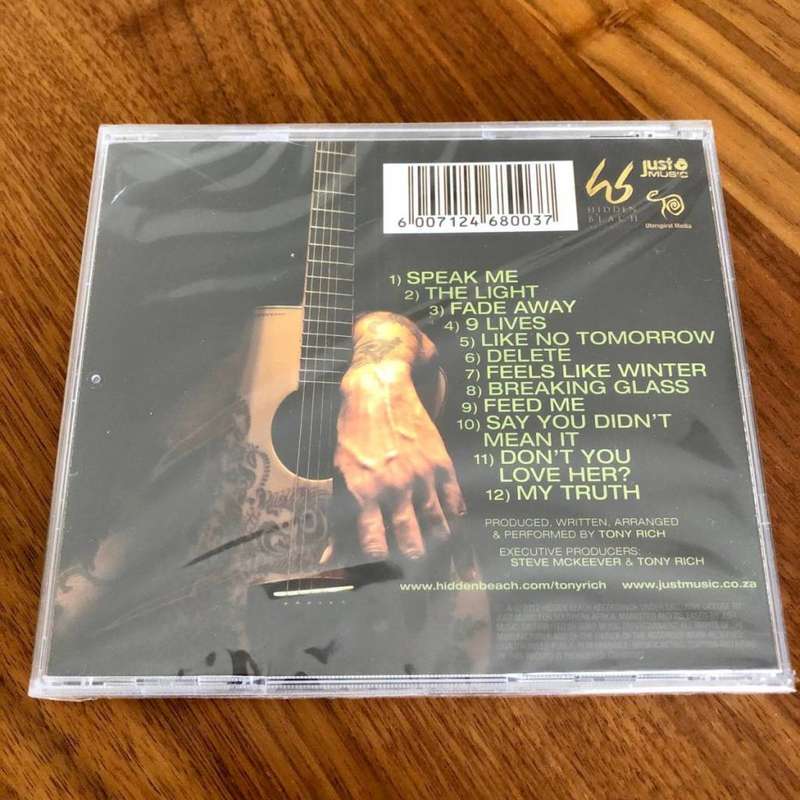 6 007124 680037
HIDDEN
BEACH
just
MUSIC
1) SPEAK ME
2) THE LIGHT
3) FADE AWAY
4) 9 LIVES
5) LIKE NO TOMORROW
6) DELETE
7) FEELS LIKE WINTER
8) BREAKING GLASS
9) FEED ME
10) SAY YOU DIDN'T
MEAN IT
11) DON'T YOU
LOVE HER?
12) MY TRUTH
PRODUCED, WRITTEN, ARRANGED
& PERFORMED BY TONY RICH
EXECUTIVE PRODUCERS:
STEVE MCKEEVER & TONY RICH
www.hiddenbeach.com/tonyrich www.justmusic.co.za